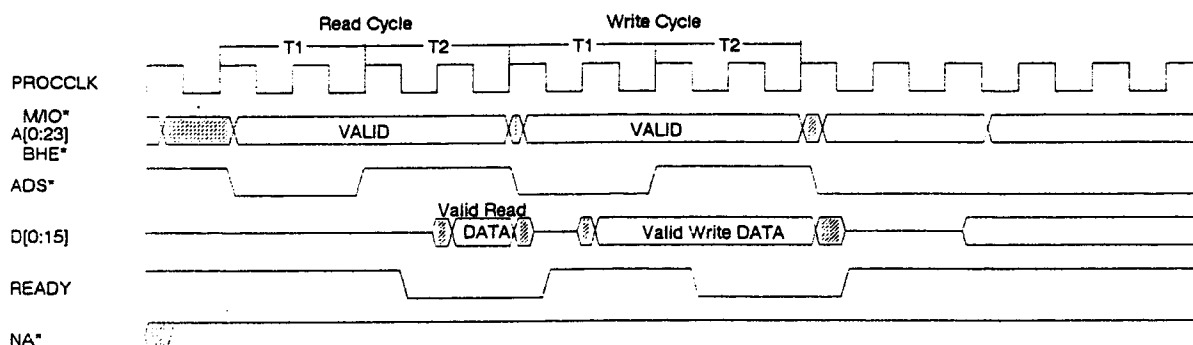 Read Cycle Write Cycle
T1 T2 T1 T2
PROCCLK
M/IO*
A[0:23] VALID VALID
BHE*
ADS*
Valid Read
D[0:15] DATA Valid Write DATA
READY
NA*